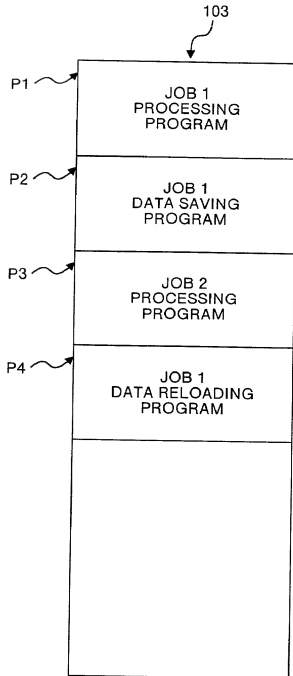 103
P1
JOB 1
PROCESSING
PROGRAM
P2
JOB 1
DATA SAVING
PROGRAM
P3
JOB 2
PROCESSING
PROGRAM
P4
JOB 1
DATA RELOADING
PROGRAM